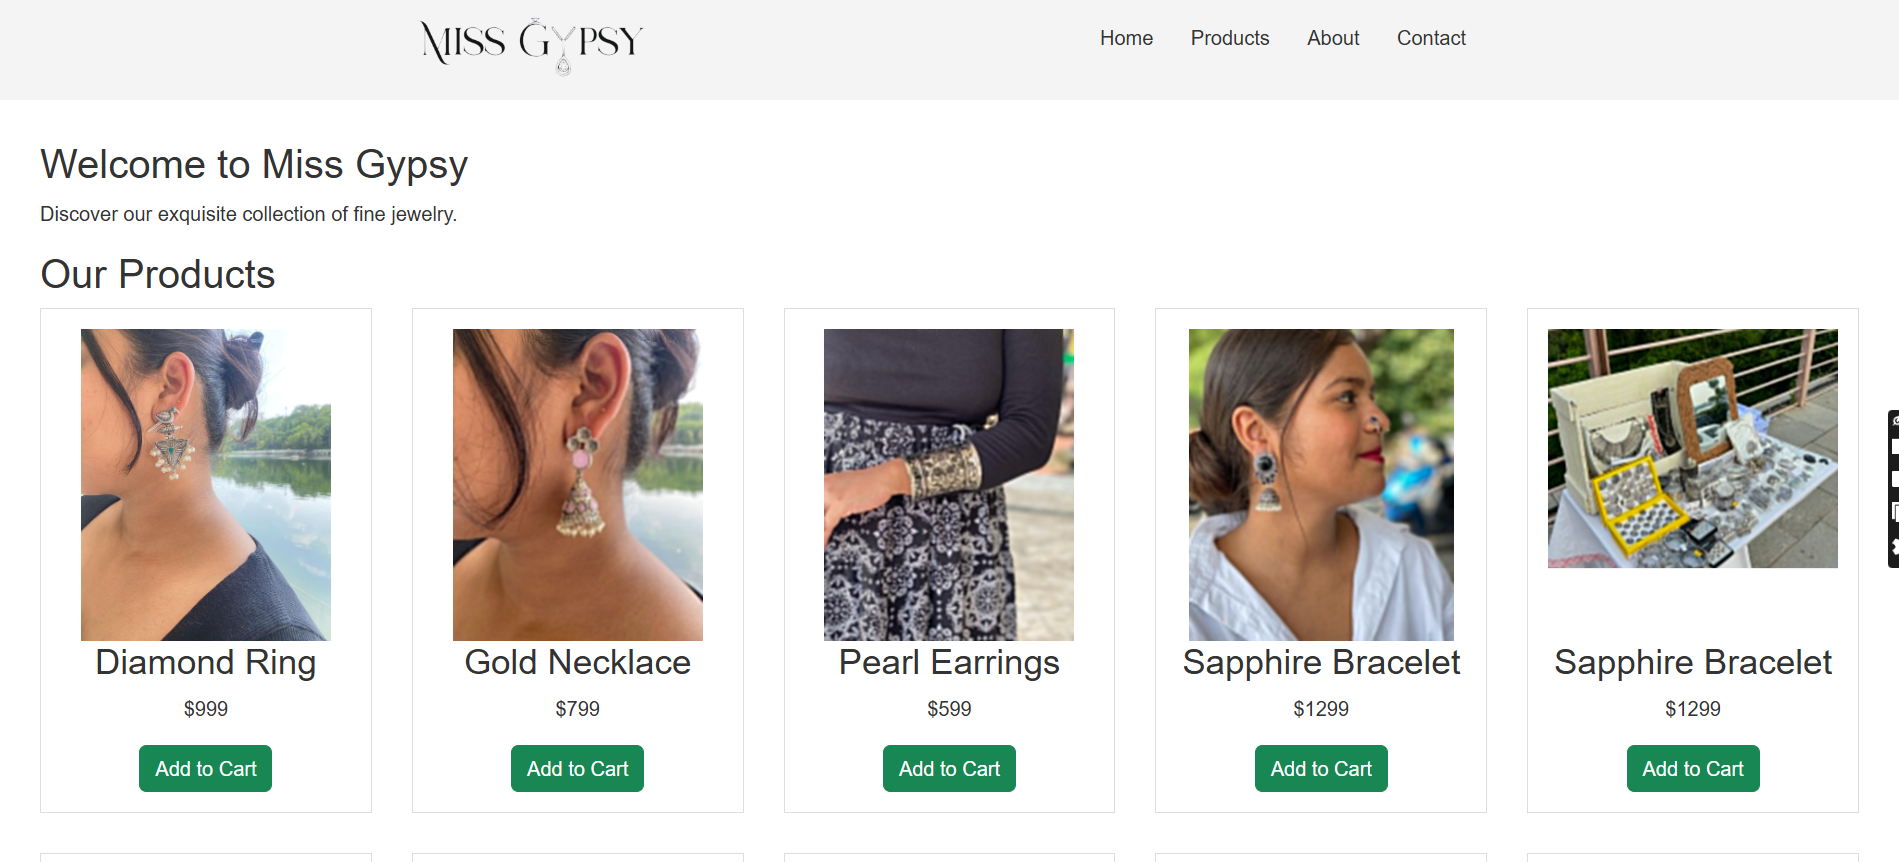 MISS GYPSY
Home Products About Contact
Welcome to Miss Gypsy
Discover our exquisite collection of fine jewelry.
Our Products
Diamond Ring
$999
Add to Cart
Gold Necklace
$799
Add to Cart
Pearl Earrings
$599
Add to Cart
Sapphire Bracelet
$1299
Add to Cart
Sapphire Bracelet
$1299
Add to Cart